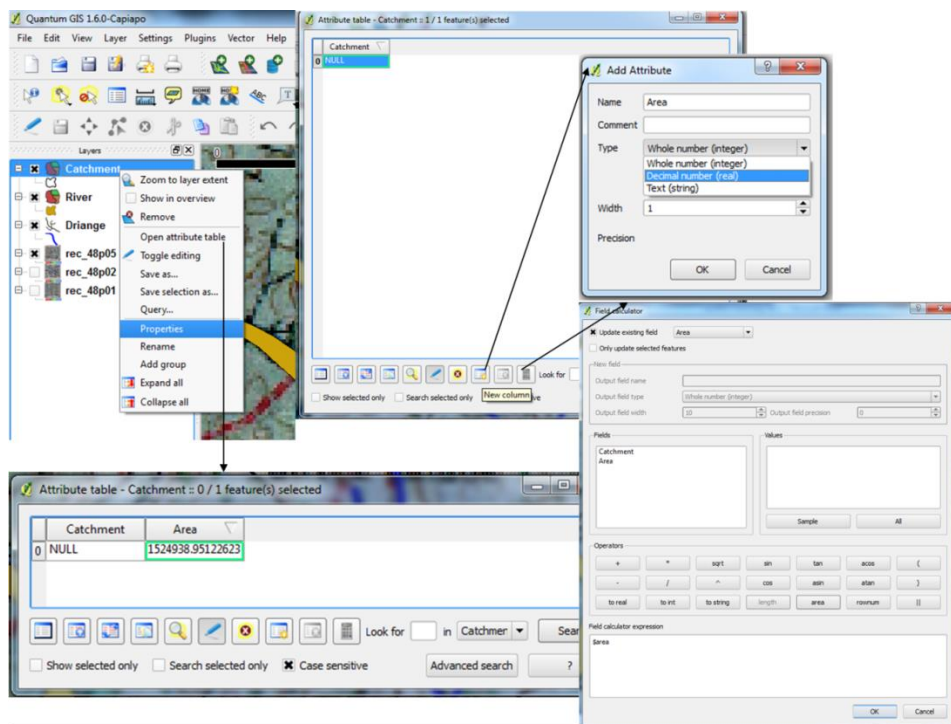 Quantum GIS 1.6.0-Capiapo
File Edit View Layer Settings Plugins Vector Help
Layers
Catchment
River
Driange
rec_48p05
rec_48p02
rec_48p01
Zoom to layer extent
Show in overview
Remove
Open attribute table
Toggle editing
Save as...
Save selection as...
Query...
Properties
Rename
Add group
Expand all
Collapse all
Attribute table - Catchment :: 1 / 1 feature(s) selected
Catchment
0 NULL
Look for
New column
Show selected only Search selected only
Add Attribute
Name Area
Comment
Type Whole number (integer)
Whole number (integer)
Decimal number (real)
Text (string)
Width 1
Precision
OK Cancel
Field calculator
Update existing field Area
Only update selected features
New field
Output field name
Output field type Whole number (integer)
Output field width 10 Output field precision 0
Fields Values
Catchment
Area
Sample All
Operators
+ * sqrt sin tan acos (
- / ^ cos asin atan )
to real to int to string length area rownum ||
Field calculator expression
$area
OK Cancel
Attribute table - Catchment :: 0 / 1 feature(s) selected
Catchment Area
0 NULL 1524938.95122623
Look for in Catchmer
Show selected only Search selected only Case sensitive Advanced search ?